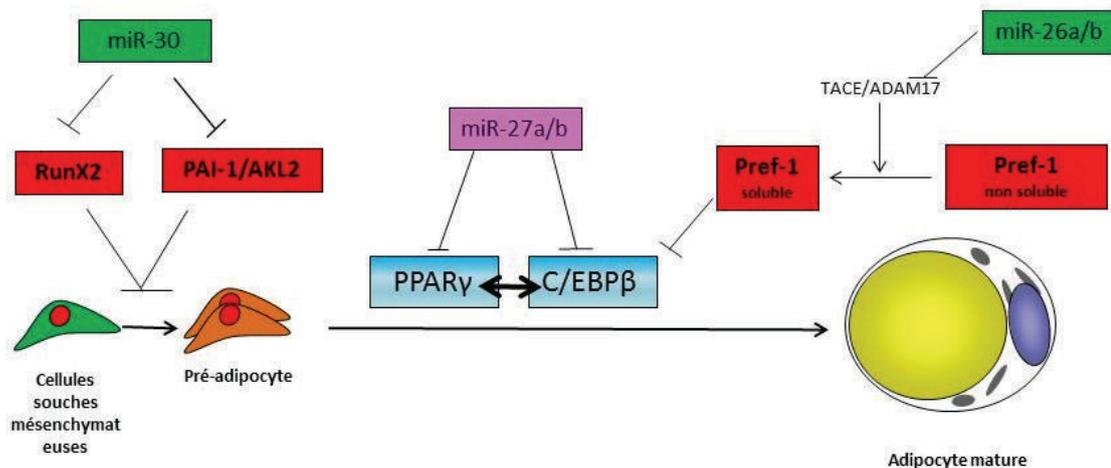 miR-30
miR-26a/b
TACE/ADAM17
miR-27a/b
RunX2
PAI-1/AKL2
Pref-1
soluble
Pref-1
non soluble
PPARγ
C/EBPβ
Cellules
souches
mésenchymat
euses
Pré-adipocyte
Adipocyte mature